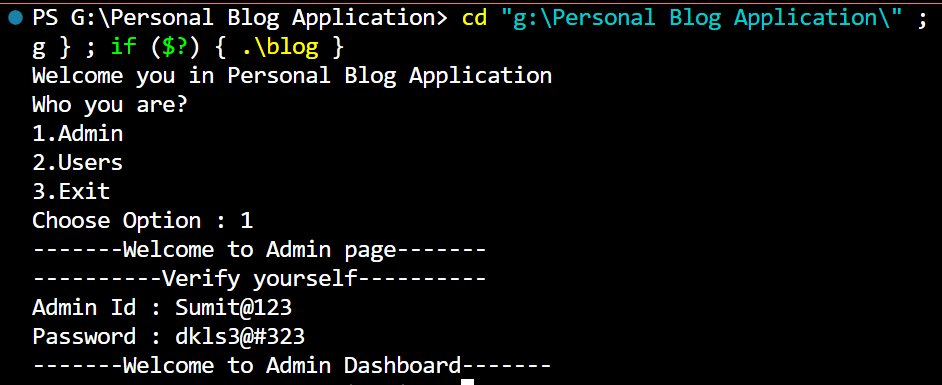 PS G:\Personal Blog Application> cd "g:\Personal Blog Application\" ;
g } ; if ($?) { .\blog }
Welcome you in Personal Blog Application
Who you are?
1.Admin
2.Users
3.Exit
Choose Option : 1
-------Welcome to Admin page-------
----------Verify yourself----------
Admin Id : Sumit@123
Password : dkls3@#323
-------Welcome to Admin Dashboard-------